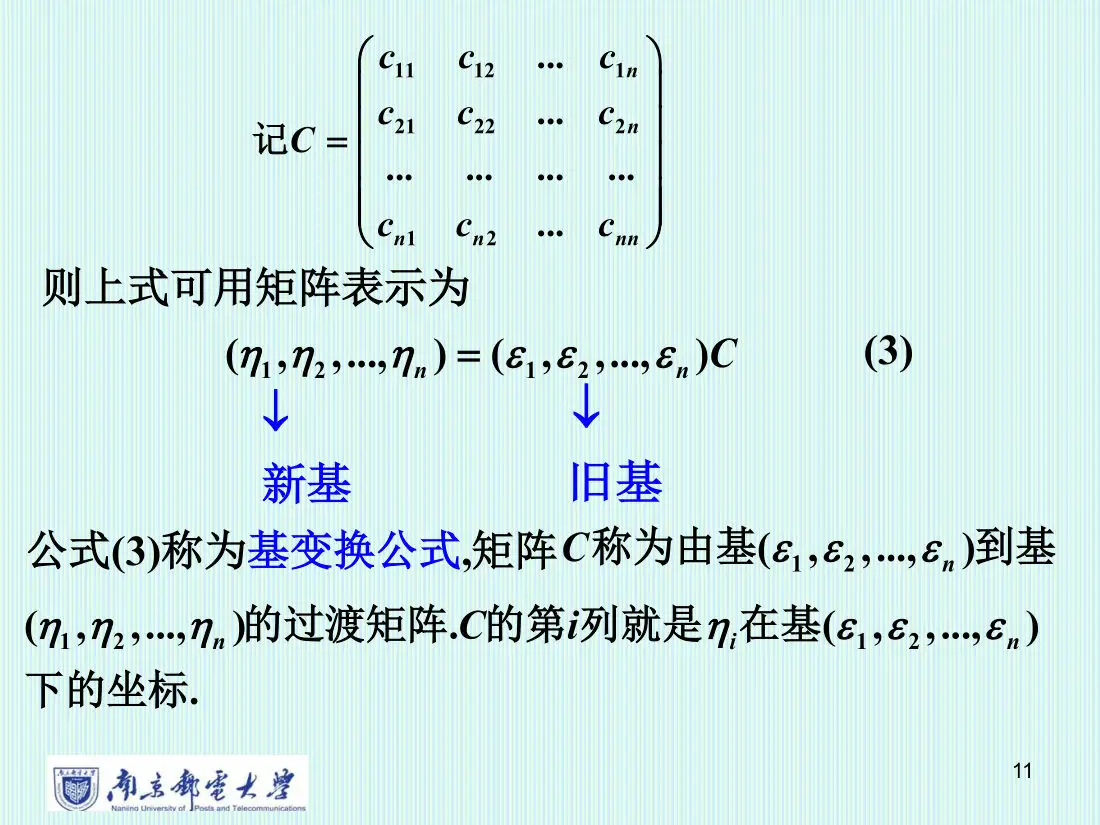 记C = ( c₁₁ c₁₂ ... c₁ₙ
c₂₁ c₂₂ ... c₂ₙ
... ... ... ...
cₙ₁ cₙ₂ ... cₙₙ )
则上式可用矩阵表示为
(η₁,η₂,...,ηₙ) = (ε₁,ε₂,...,εₙ)C (3)
↓ ↓
新基 旧基
公式(3)称为基变换公式,矩阵C称为由基(ε₁,ε₂,...,εₙ)到基
(η₁,η₂,...,ηₙ)的过渡矩阵.C的第i列就是ηᵢ在基(ε₁,ε₂,...,εₙ)
下的坐标.
南京邮電大学
Nanjing University of Posts and Telecommunications
11